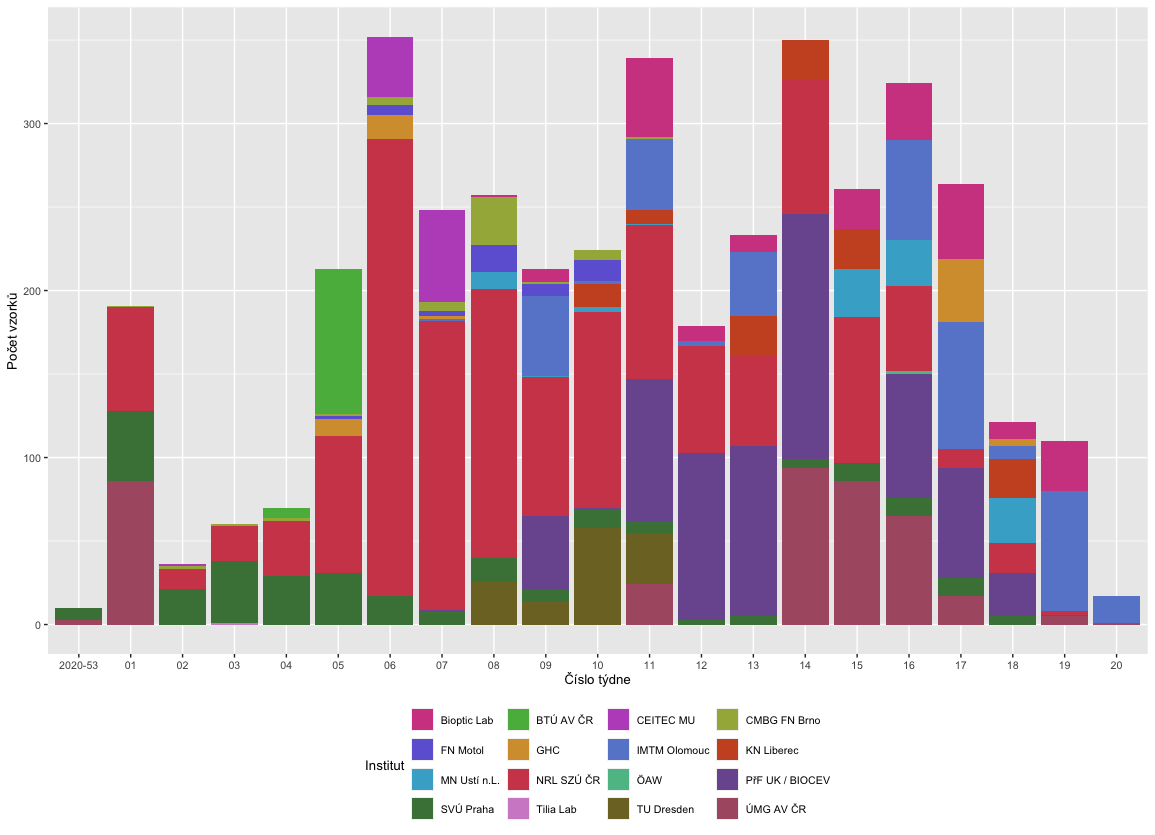 300
200
100
0
Počet vzorků
2020-53 01 02 03 04 05 06 07 08 09 10 11 12 13 14 15 16 17 18 19 20
Číslo týdne
Institut
Bioptic Lab BTÚ AV ČR CEITEC MU CMBG FN Brno
FN Motol GHC IMTM Olomouc KN Liberec
MN Ustí n.L. NRL SZÚ ČR ÖAW PřF UK / BIOCEV
SVÚ Praha Tilia Lab TU Dresden ÚMG AV ČR